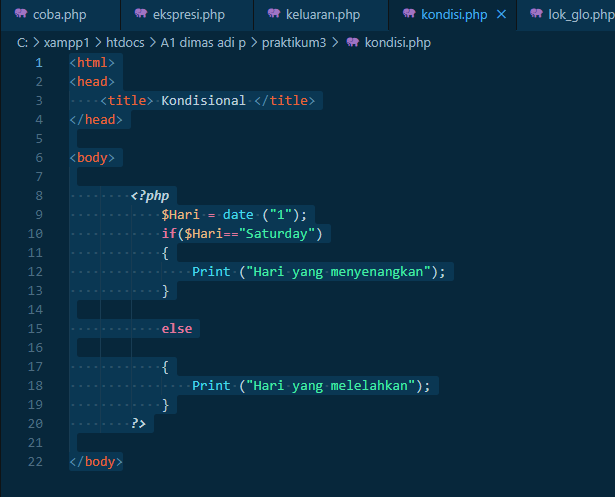 coba.php ekspresi.php keluaran.php kondisi.php × lok_glo.php
C: > xampp1 > htdocs > A1 dimas adi p > praktikum3 > kondisi.php
1 <html>
2 <head>
3 <title> Kondisional </title>
4 </head>
5
6 <body>
7
8 <?php
9 $Hari = date ("1");
10 if($Hari=="Saturday")
11 {
12 Print ("Hari yang menyenangkan");
13 }
14
15 else
16
17 {
18 Print ("Hari yang melelahkan");
19 }
20 ?>
21
22 </body>